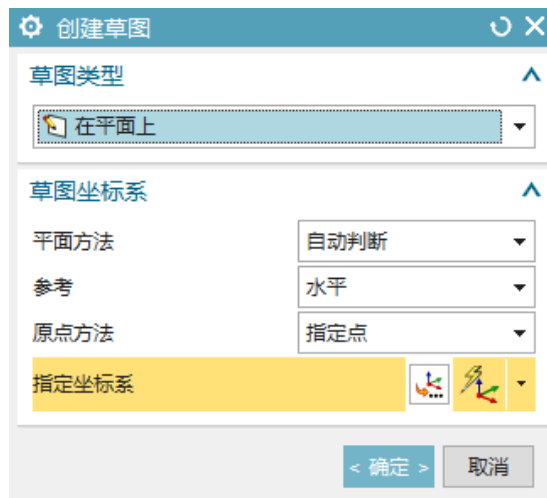 创建草图
草图类型
在平面上
草图坐标系
平面方法 自动判断
参考 水平
原点方法 指定点
指定坐标系
< 确定 > 取消